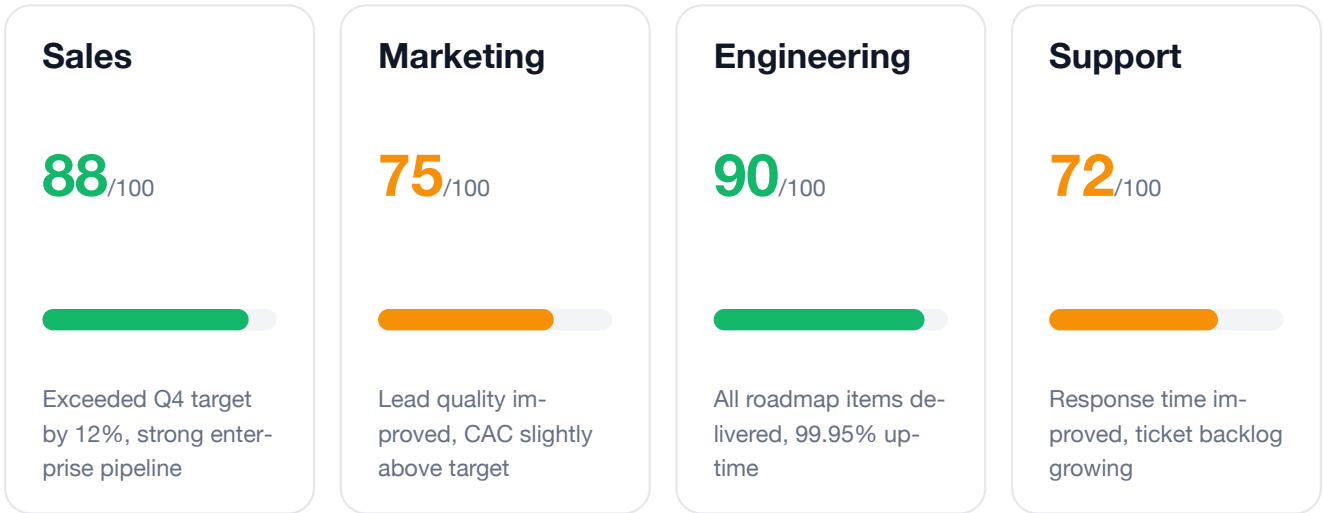 Sales
88/100
Exceeded Q4 target
by 12%, strong enter-
prise pipeline
Marketing
75/100
Lead quality im-
proved, CAC slightly
above target
Engineering
90/100
All roadmap items de-
livered, 99.95% up-
time
Support
72/100
Response time im-
proved, ticket backlog
growing